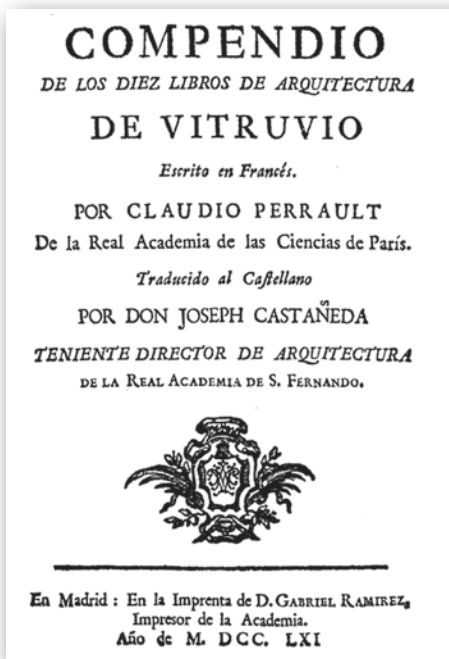 COMPENDIO
DE LOS DIEZ LIBROS DE ARQUITECTURA
DE VITRUVIO
Escrito en Francés.
POR CLAUDIO PERRAULT
De la Real Academia de las Ciencias de París.
Traducido al Caſtellano
POR DON JOSEPH CASTAÑEDA
TENIENTE DIRECTOR DE ARQUITECTURA
DE LA REAL ACADEMIA DE S. FERNANDO.
En Madrid : En la Imprenta de D. GABRIEL RAMIREZ,
Impresor de la Academia.
Año de M. DCC. LXI